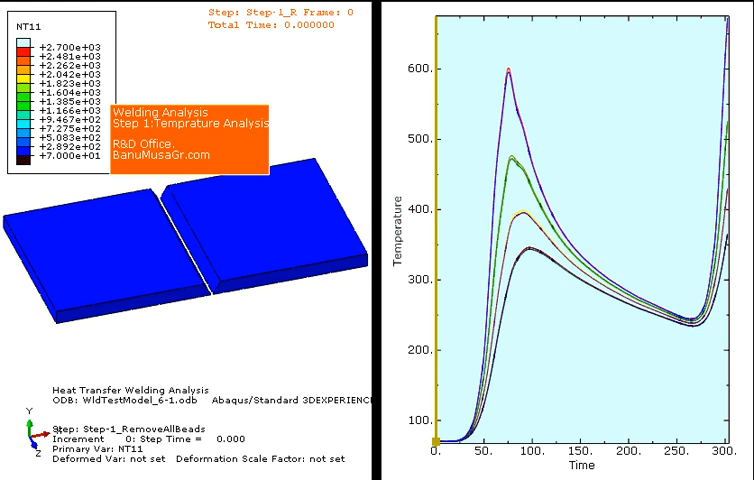 Step: Step-1_R Frame: 0
Total Time: 0.000000
NT11
+2.700e+03
+2.481e+03
+2.262e+03
+2.042e+03
+1.823e+03
+1.604e+03
+1.385e+03
+1.166e+03
+9.467e+02
+7.275e+02
+5.083e+02
+2.892e+02
+7.000e+01
Welding Analysis
Step 1:Temprature Analysis
R&D Office.
BanuMusaGr.com
Heat Transfer Welding Analysis
ODB: WldTestModel_6-1.odb Abaqus/Standard 3DEXPERIENC
Y
X
Z
Step: Step-1_RemoveAllBeads
Increment 0: Step Time = 0.000
Primary Var: NT11
Deformed Var: not set Deformation Scale Factor: not set
600.
500.
400.
300.
200.
100.
Temperature
0. 50. 100. 150. 200. 250. 300.
Time